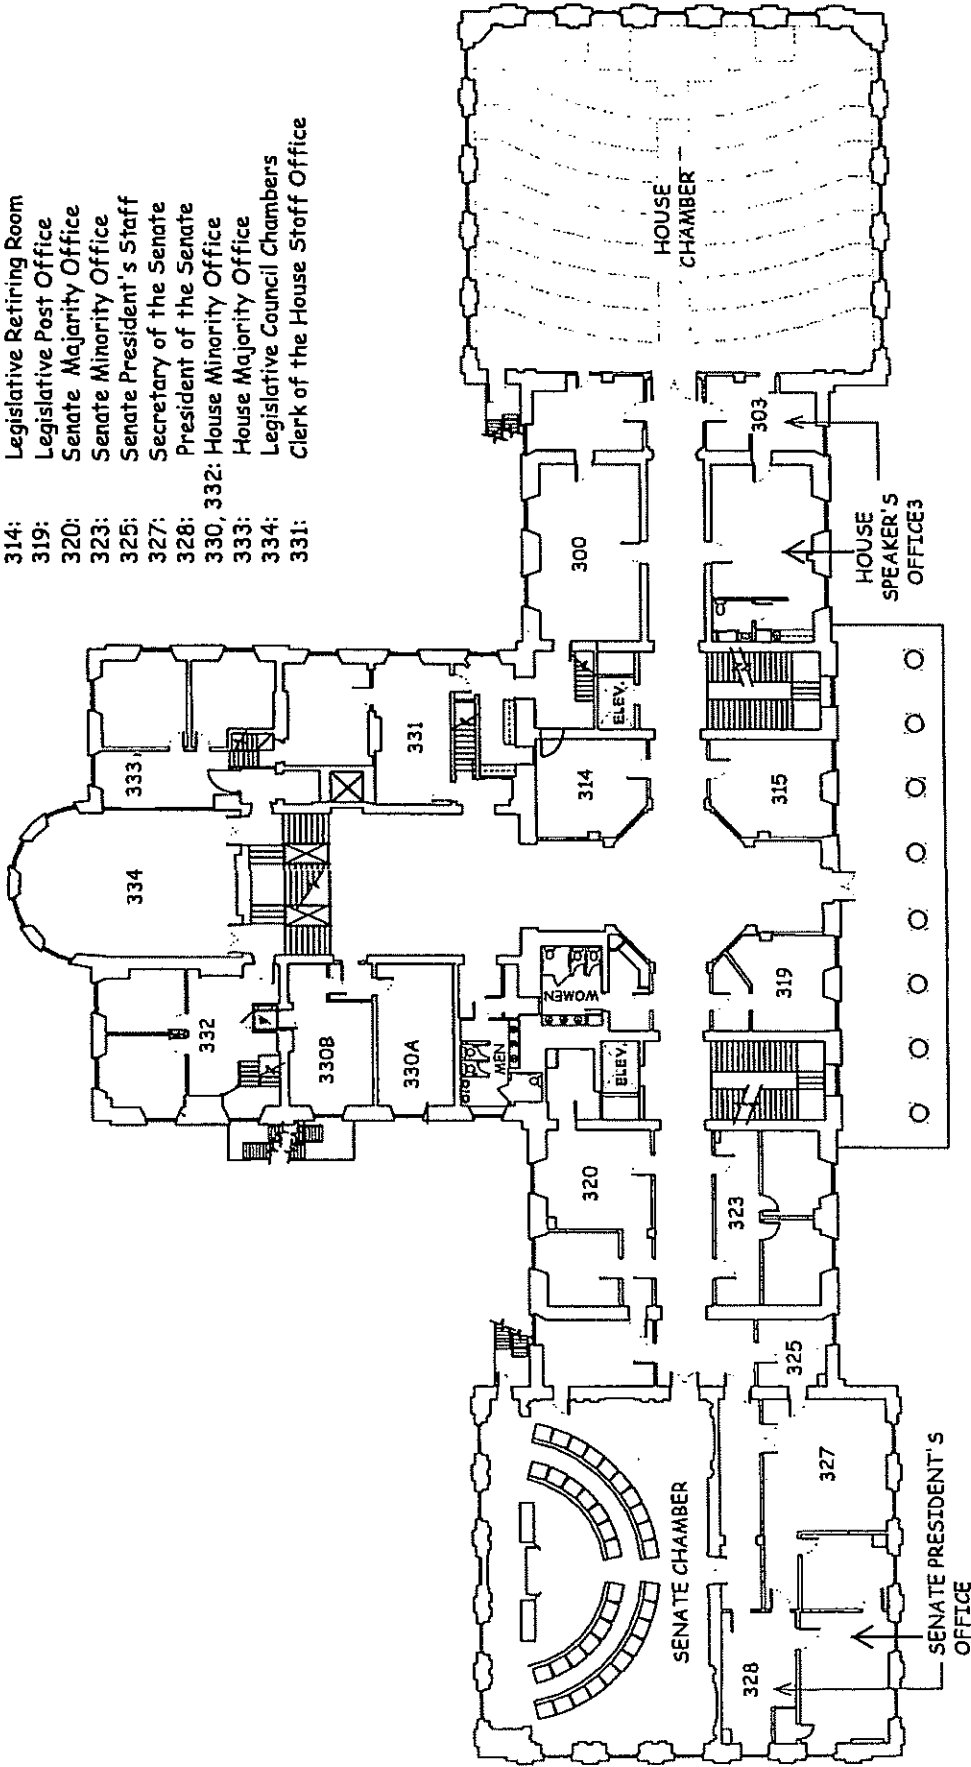 314: Legislative Retiring Room
319: Legislative Post Office
320: Senate Majority Office
323: Senate Minority Office
325: Senate President's Staff
327: Secretary of the Senate
328: President of the Senate
330, 332: House Minority Office
333: House Majority Office
334: Legislative Council Chambers
331: Clerk of the House Staff Office
334
332
333
330B
330A
331
MEN
WOMEN
ELEV.
ELEV.
320
314
300
SENATE CHAMBER
HOUSE
CHAMBER
328
327
325
323
319
315
303
HOUSE
SPEAKER'S
OFFICE3
SENATE PRESIDENT'S
OFFICE